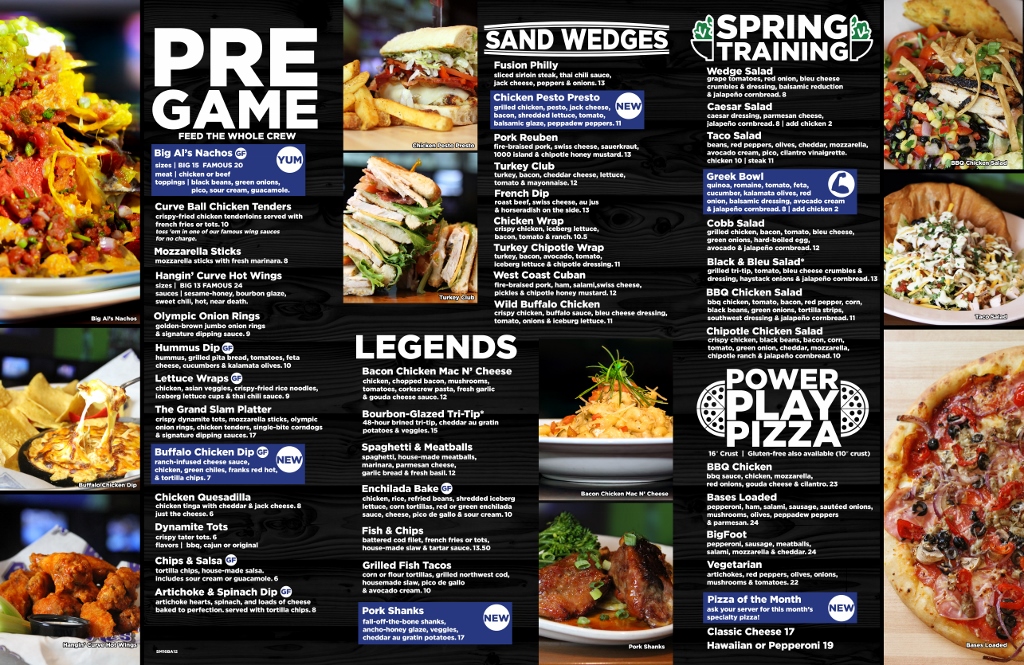 PRE
GAME
FEED THE WHOLE CREW
Big Al's Nachos GF
YUM
sizes | BIG 15 FAMOUS 20
meat | chicken or beef
toppings | black beans, green onions,
pico, sour cream, guacamole.
Curve Ball Chicken Tenders
crispy-fried chicken tenderloins served with
french fries or tots. 10
toss 'em in one of our famous wing sauces
for no charge.
Mozzarella Sticks
mozzarella sticks with fresh marinara. 8
Hangin' Curve Hot Wings
sizes | BIG 13 FAMOUS 24
sauces | sesame-honey, bourbon glaze,
sweet chili, hot, near death.
Olympic Onion Rings
golden-brown jumbo onion rings
& signature dipping sauce. 9
Hummus Dip GF
hummus, grilled pita bread, tomatoes, feta
cheese, cucumbers & kalamata olives. 10
Lettuce Wraps GF
chicken, asian veggies, crispy-fried rice noodles,
iceberg lettuce cups & thai chili sauce. 9
The Grand Slam Platter
crispy dynamite tots, mozzarella sticks, olympic
onion rings, chicken tenders, single-bite corndogs
& signature dipping sauces. 17
Buffalo Chicken Dip GF
NEW
ranch-infused cheese sauce,
chicken, green chiles, franks red hot,
& tortilla chips. 7
Chicken Quesadilla
chicken tinga with cheddar & jack cheese. 8
just the cheese. 6
Dynamite Tots
crispy tater tots. 6
flavors | bbq, cajun or original
Chips & Salsa GF
tortilla chips, house-made salsa.
includes sour cream or guacamole. 6
Artichoke & Spinach Dip GF
artichoke hearts, spinach, and loads of cheese
baked to perfection. served with tortilla chips. 8
SM16BA12
Big Al's Nachos
Buffalo Chicken Dip
Hangin' Curve Hot Wings
Chicken Pesto Presto
Turkey Club
SAND WEDGES
Fusion Philly
sliced sirloin steak, thai chili sauce,
jack cheese, peppers & onions. 13
Chicken Pesto Presto
NEW
grilled chicken, pesto, jack cheese,
bacon, shredded lettuce, tomato,
balsamic glaze, peppadew peppers. 11
Pork Reuben
fire-braised pork, swiss cheese, sauerkraut,
1000 island & chipotle honey mustard. 13
Turkey Club
turkey, bacon, cheddar cheese, lettuce,
tomato & mayonnaise. 12
French Dip
roast beef, swiss cheese, au jus
& horseradish on the side. 13
Chicken Wrap
crispy chicken, iceberg lettuce,
bacon, tomato & ranch. 10.5
Turkey Chipotle Wrap
turkey, bacon, avocado, tomato,
iceberg lettuce & chipotle dressing. 11
West Coast Cuban
fire-braised pork, ham, salami,swiss cheese,
pickles & chipotle honey mustard. 12
Wild Buffalo Chicken
crispy chicken, buffalo sauce, bleu cheese dressing,
tomato, onions & iceburg lettuce. 11
LEGENDS
Bacon Chicken Mac N' Cheese
chicken, chopped bacon, mushrooms,
tomatoes, corkscrew pasta, fresh garlic
& gouda cheese sauce. 12
Bourbon-Glazed Tri-Tip*
48-hour brined tri-tip, cheddar au gratin
potatoes & veggies. 15
Spaghetti & Meatballs
spaghetti, house-made meatballs,
marinara, parmesan cheese,
garlic bread & fresh basil. 12
Enchilada Bake GF
chicken, rice, refried beans, shredded iceberg
lettuce, corn tortillas, red or green enchilada
sauce, cheese, pico de gallo & sour cream. 10
Fish & Chips
battered cod filet, french fries or tots,
house-made slaw & tartar sauce. 13.50
Grilled Fish Tacos
corn or flour tortillas, grilled northwest cod,
housemade slaw, pico de gallo
& avocado cream. 10
Pork Shanks
NEW
fall-off-the-bone shanks,
ancho-honey glaze, veggies,
cheddar au gratin potatoes. 17
Bacon Chicken Mac N' Cheese
Pork Shanks
SPRING
TRAINING
Wedge Salad
grape tomatoes, red onion, bleu cheese
crumbles & dressing, balsamic reduction
& jalapeño cornbread. 8
Caesar Salad
caesar dressing, parmesan cheese,
jalapeño cornbread. 8 | add chicken 2
Taco Salad
beans, red peppers, olives, cheddar, mozzarella,
avocado cream, pico, cilantro vinaigrette.
chicken 10 | steak 11
Greek Bowl
quinoa, romaine, tomato, feta,
cucumber, kalamata olives, red
onion, balsamic dressing, avocado cream
& jalapeño cornbread. 8 | add chicken 2
Cobb Salad
grilled chicken, bacon, tomato, bleu cheese,
green onions, hard-boiled egg,
avocado & jalapeño cornbread. 12
Black & Bleu Salad*
grilled tri-tip, tomato, bleu cheese crumbles &
dressing, haystack onions & jalapeño cornbread. 13
BBQ Chicken Salad
bbq chicken, tomato, bacon, red pepper, corn,
black beans, green onions, tortilla strips,
southwest dressing & jalapeño cornbread. 11
Chipotle Chicken Salad
crispy chicken, black beans, bacon, corn,
tomato, green onion, cheddar, mozzarella,
chipotle ranch & jalapeño cornbread. 10
POWER
PLAY
PIZZA
16" Crust | Gluten-free also available (10" crust)
BBQ Chicken
bbq sauce, chicken, mozzarella,
red onions, gouda cheese & cilantro. 23
Bases Loaded
pepperoni, ham, salami, sausage, sautéed onions,
mushrooms, olives, peppadew peppers
& parmesan. 24
BigFoot
pepperoni, sausage, meatballs,
salami, mozzarella & cheddar. 24
Vegetarian
artichokes, red peppers, olives, onions,
mushrooms & tomatoes. 22
Pizza of the Month
NEW
ask your server for this month's
specialty pizza!
Classic Cheese 17
Hawaiian or Pepperoni 19
BBQ Chicken Salad
Taco Salad
Bases Loaded